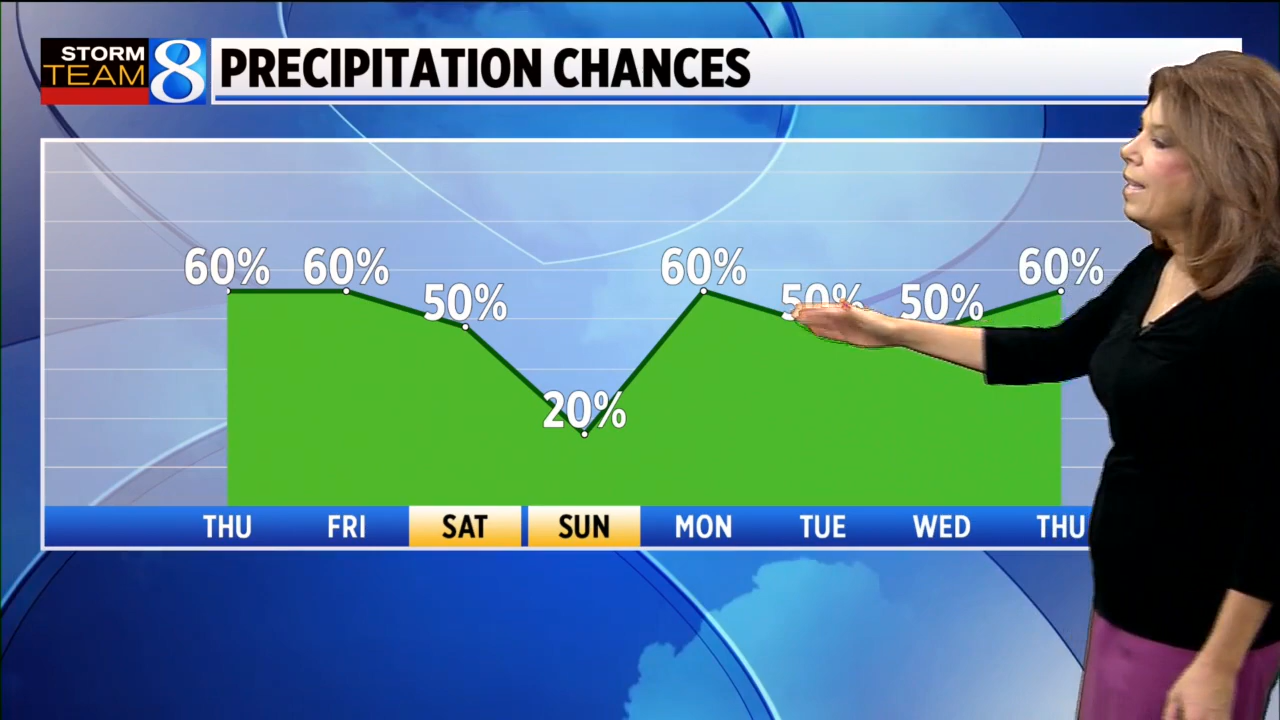 STORM
TEAM 8
PRECIPITATION CHANCES
60% 60% 50% 20% 60% 50% 50% 60%
THU FRI SAT SUN MON TUE WED THU